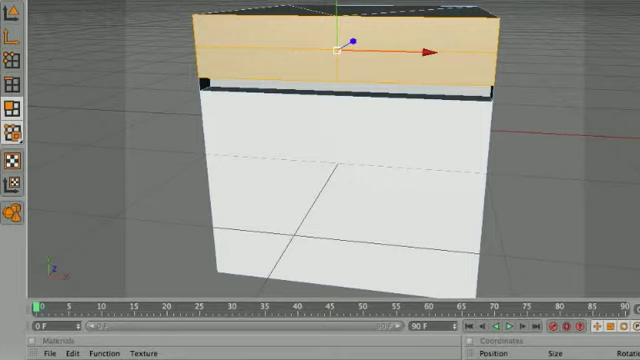 Z X
0 5 10 15 20 25 30 35 40 45 50 55 60 65 70 75 80 85 90
0 F 90 F
Materials Coordinates
File Edit Function Texture Position Size